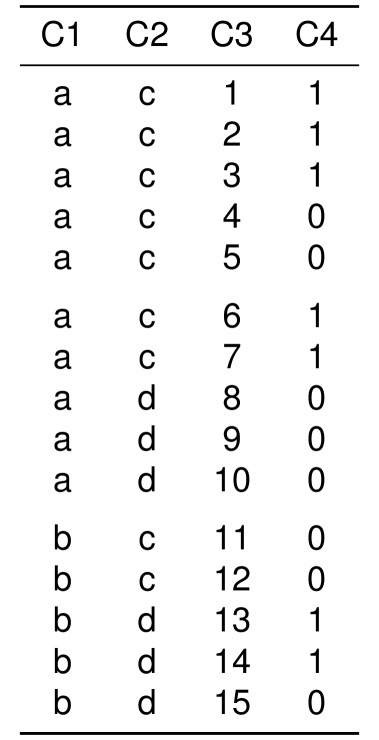 C1 C2 C3 C4
a c 1 1
a c 2 1
a c 3 1
a c 4 0
a c 5 0
a c 6 1
a c 7 1
a d 8 0
a d 9 0
a d 10 0
b c 11 0
b c 12 0
b d 13 1
b d 14 1
b d 15 0